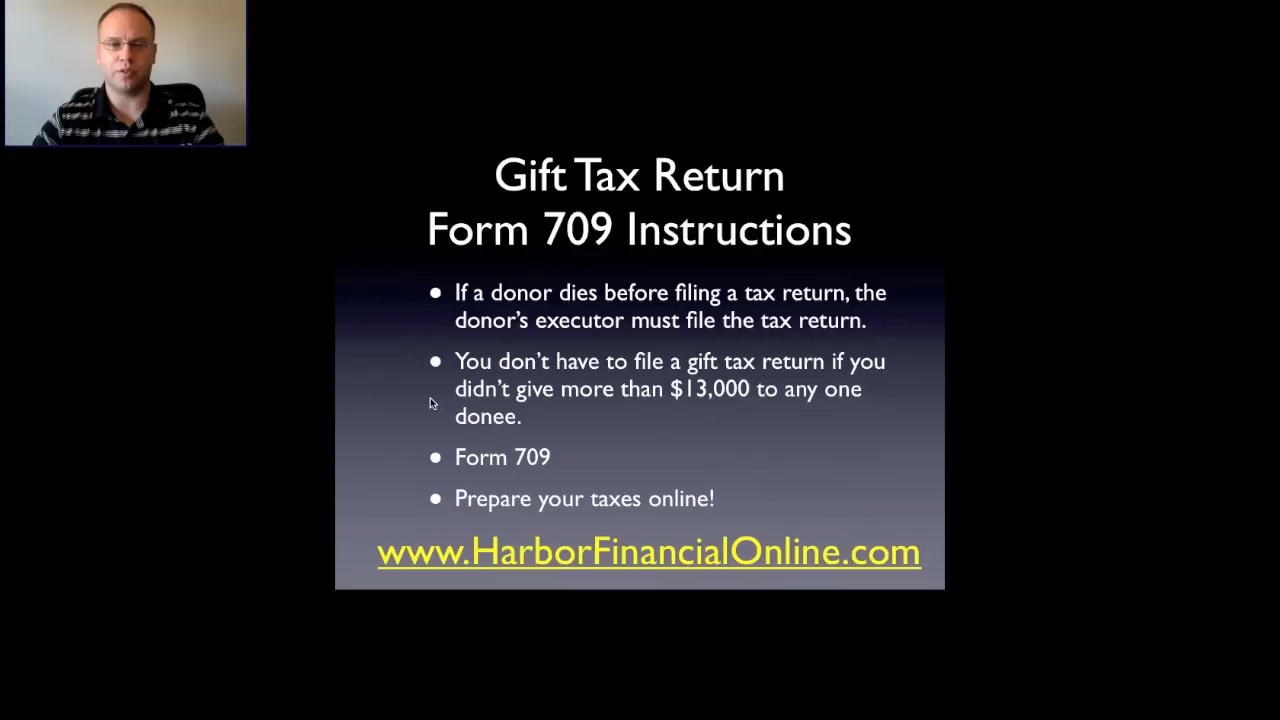 Gift Tax Return
Form 709 Instructions
• If a donor dies before filing a tax return, the
donor's executor must file the tax return.
• You don't have to file a gift tax return if you
didn't give more than $13,000 to any one
donee.
• Form 709
• Prepare your taxes online!
www.HarborFinancialOnline.com